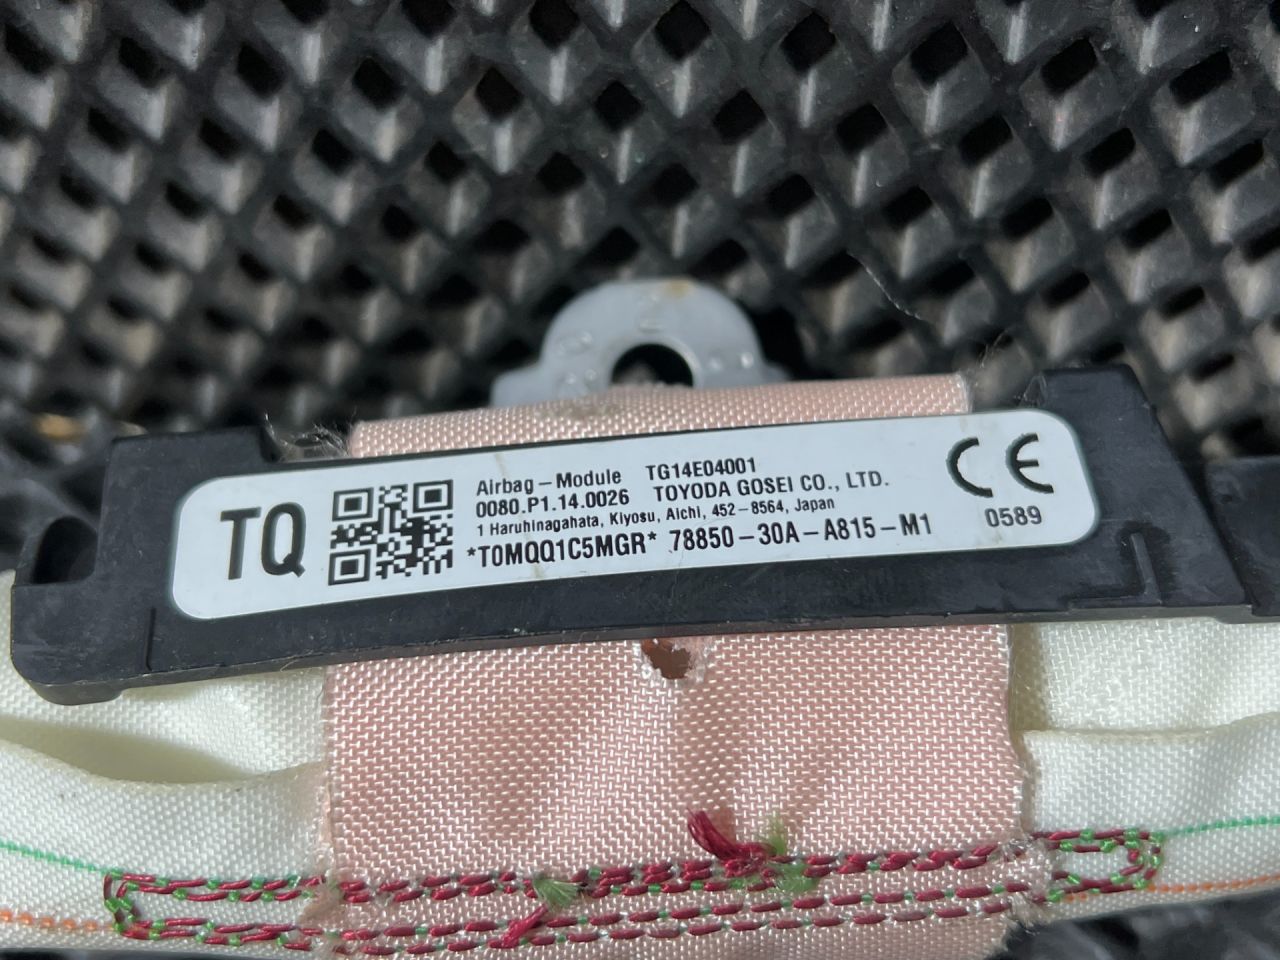 TQ
Airbag-Module TG14E04001
0080.P1.14.0026 TOYODA GOSEI CO., LTD.
1 Haruhinagahata, Kiyosu, Aichi, 452-8564, Japan
*T0MQQ1C5MGR* 78850-30A-A815-M1
CE
0589